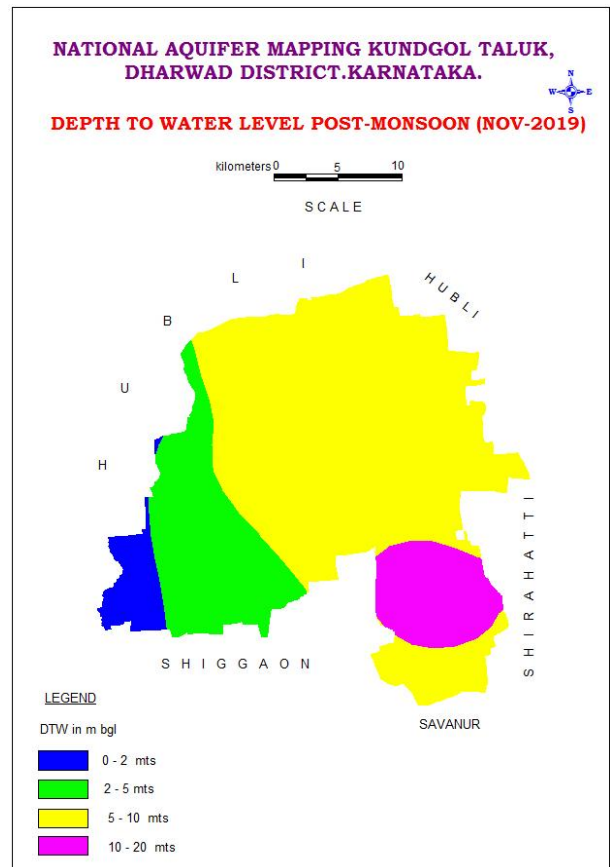 NATIONAL AQUIFER MAPPING KUNDGOL TALUK,
DHARWAD DISTRICT.KARNATAKA.
N
W E
S
DEPTH TO WATER LEVEL POST-MONSOON (NOV-2019)
kilometers 0 5 10
SCALE
HUBLI
HUBLI
SHIRAHATTI
SHIGGAON
SAVANUR
LEGEND
DTW in m bgl
0 - 2 mts
2 - 5 mts
5 - 10 mts
10 - 20 mts